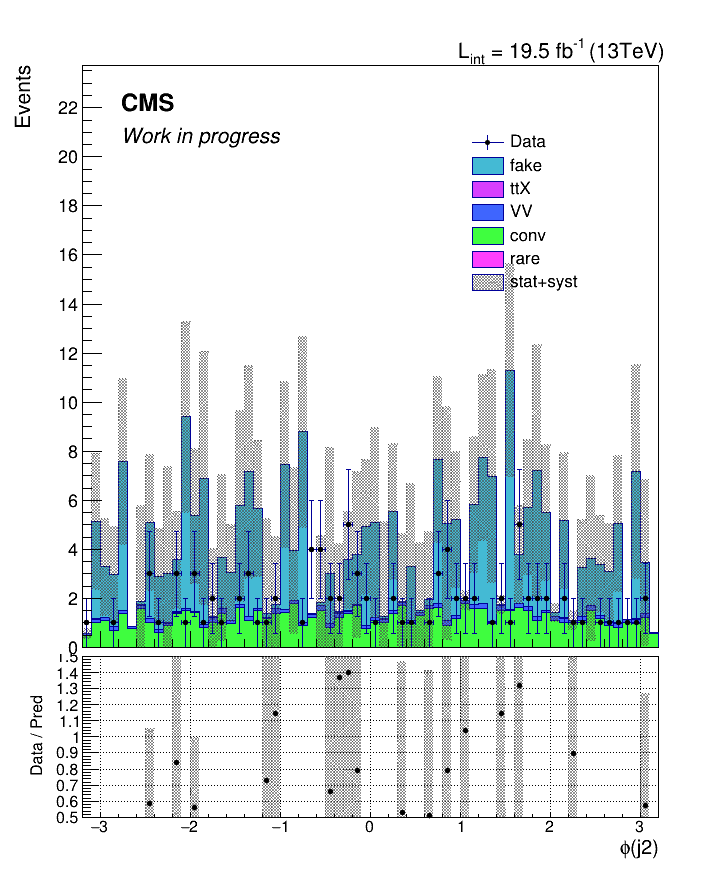 L_int = 19.5 fb^-1 (13TeV)
Events
CMS
Work in progress
Data
fake
ttX
VV
conv
rare
stat+syst
22
20
18
16
14
12
10
8
6
4
2
0
1.5
1.4
1.3
1.2
1.1
1
0.9
0.8
0.7
0.6
0.5
Data / Pred
−3 −2 −1 0 1 2 3
ϕ(j2)